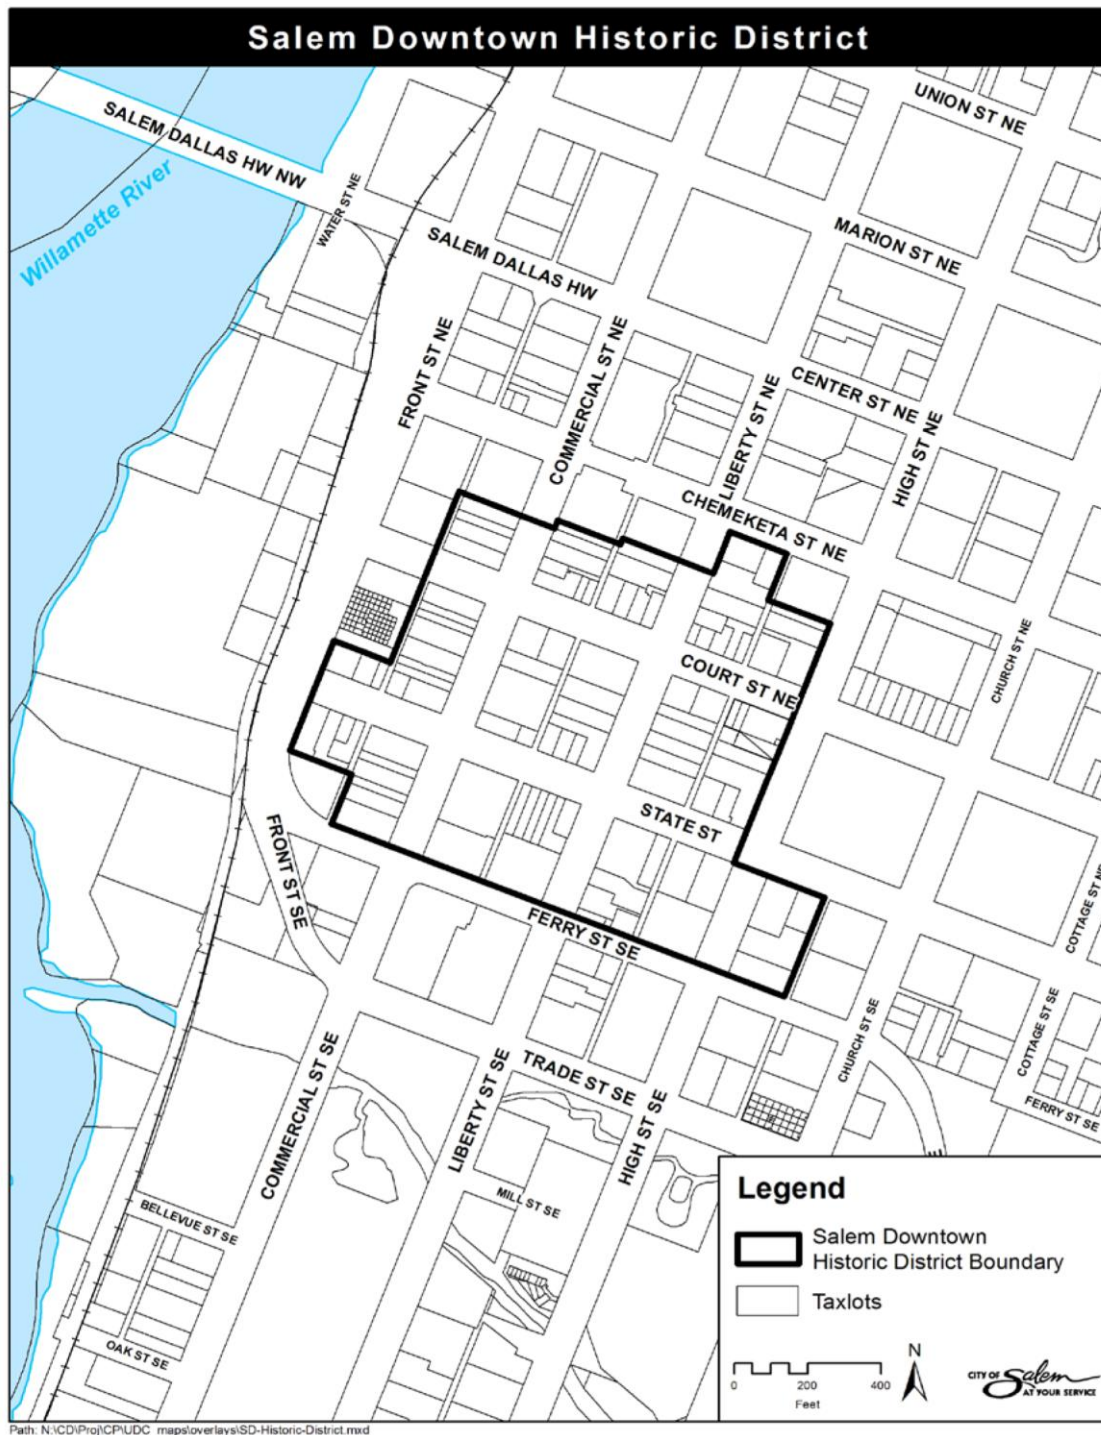 Salem Downtown Historic District
UNION ST NE
SALEM DALLAS HW NW
Willamette River
WATER ST NE
SALEM DALLAS HW
MARION ST NE
FRONT ST NE
COMMERCIAL ST NE
LIBERTY ST NE
CENTER ST NE
HIGH ST NE
CHEMEKETA ST NE
CHURCH ST NE
COURT ST NE
STATE ST
FRONT ST SE
FERRY ST SE
COTTAGE ST NE
COTTAGE ST SE
CHURCH ST SE
FERRY ST SE
COMMERCIAL ST SE
LIBERTY ST SE
TRADE ST SE
HIGH ST SE
MILL ST SE
BELLEVUE ST SE
OAK ST SE
Legend
Salem Downtown
Historic District Boundary
Taxlots
N
0 200 400
Feet
CITY OF Salem
AT YOUR SERVICE
Path: N:\CD\Proj\CP\UDC_maps\overlays\SD-Historic-District.mxd